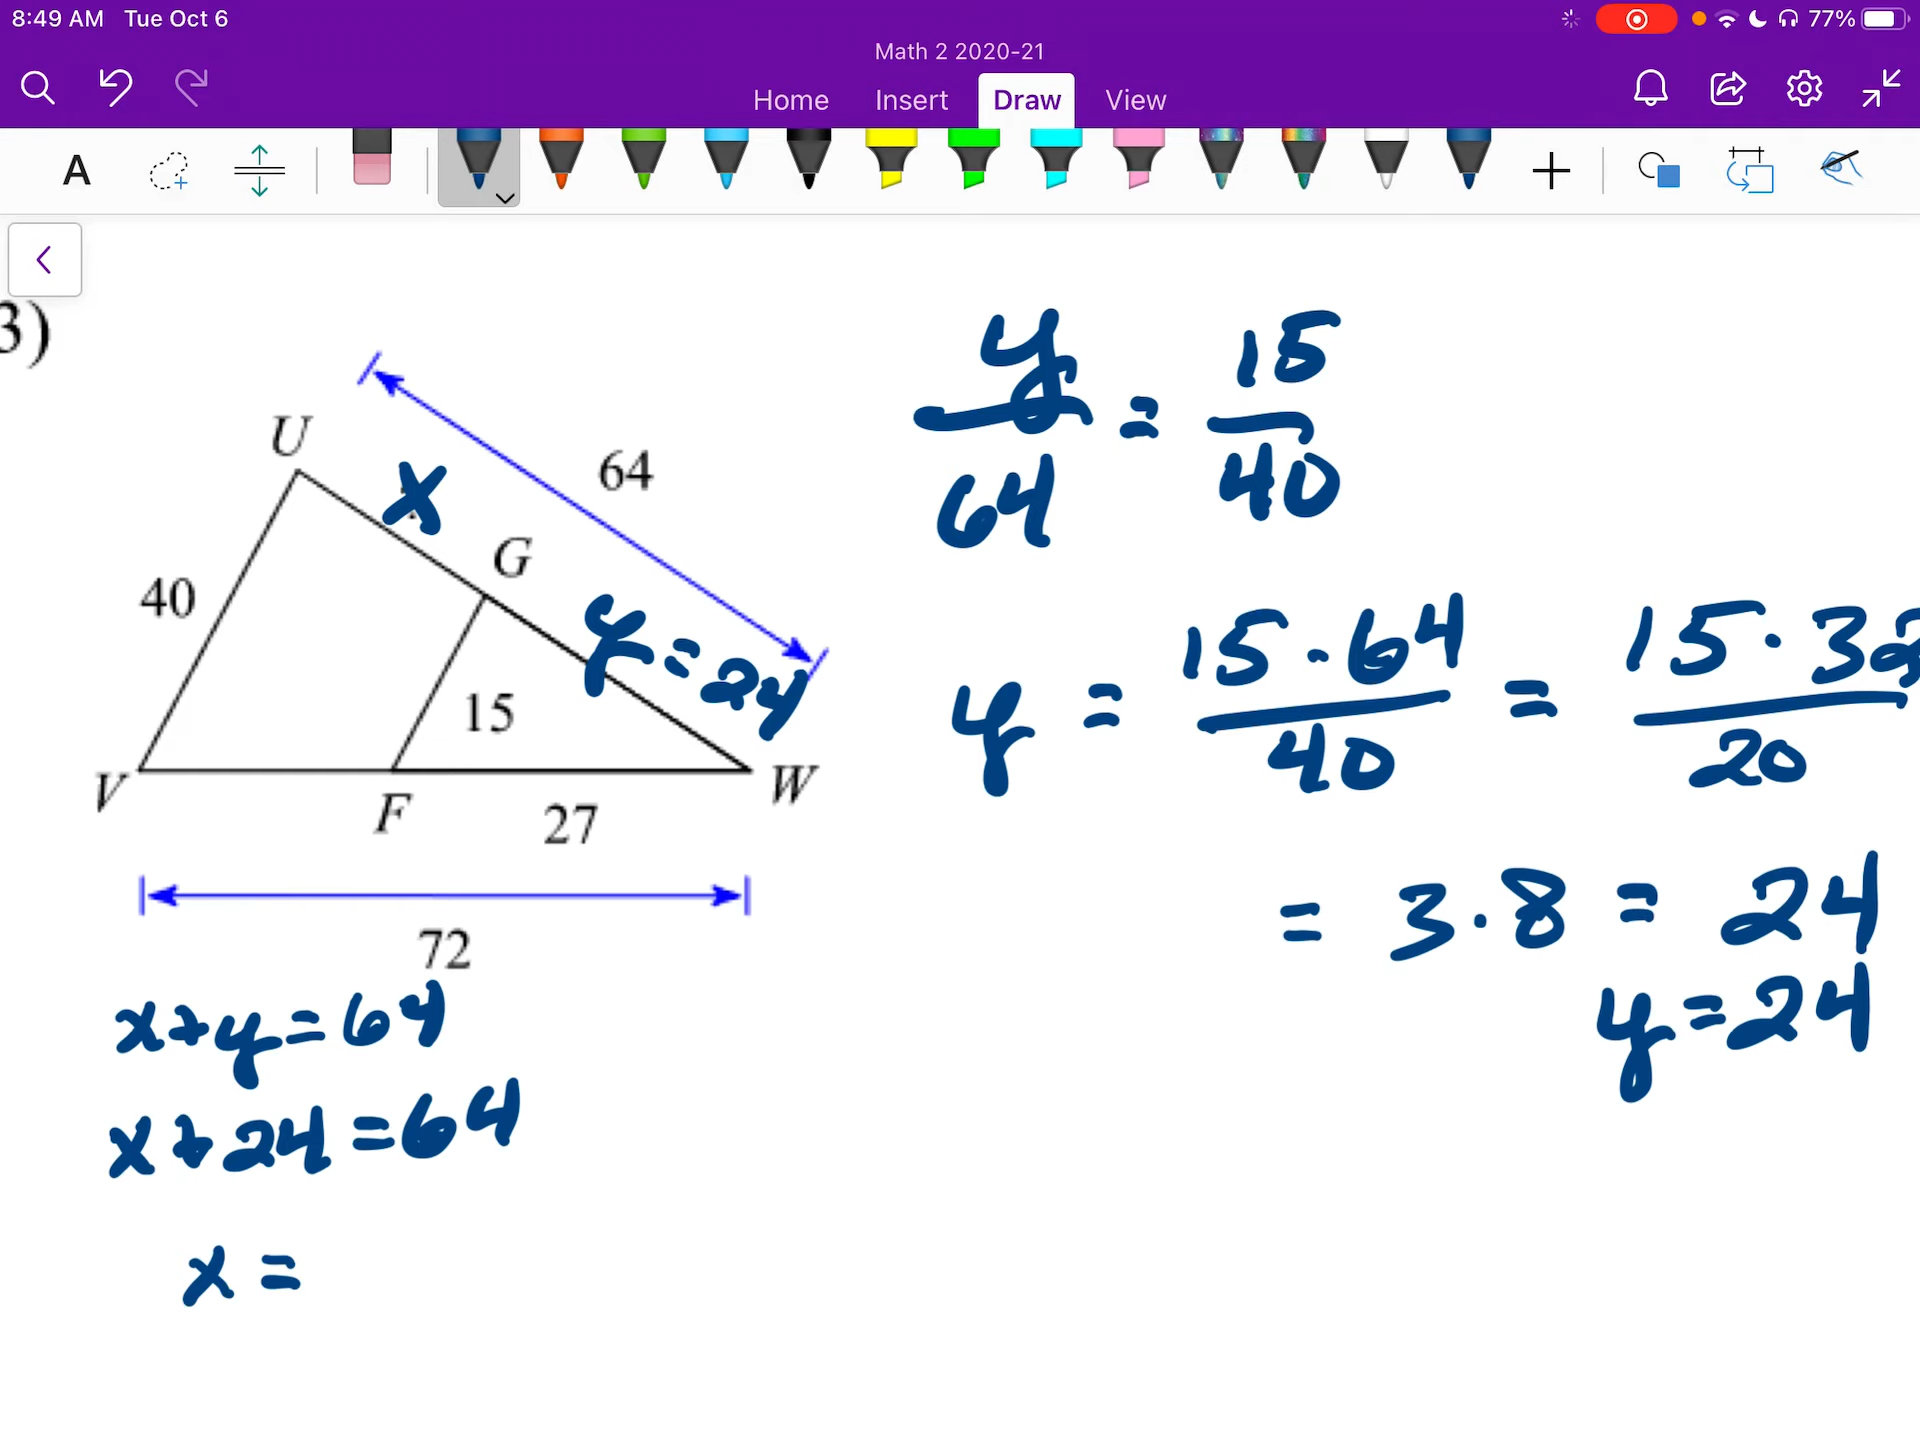 8:49 AM Tue Oct 6
77%
Math 2 2020-21
Home Insert Draw View
A
3)
U
x
64
G
40
y = 24
15
V
F
27
W
72
x+y=64
x+24=64
x =
y/64 = 15/40
y = 15·64/40 = 15·32/20
= 3·8 = 24
y=24